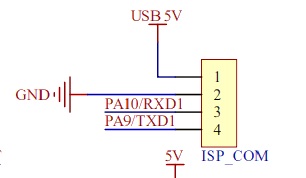 USB 5V
1
GND
2
PA10/RXD1
3
PA9/TXD1
4
5V
ISP_COM